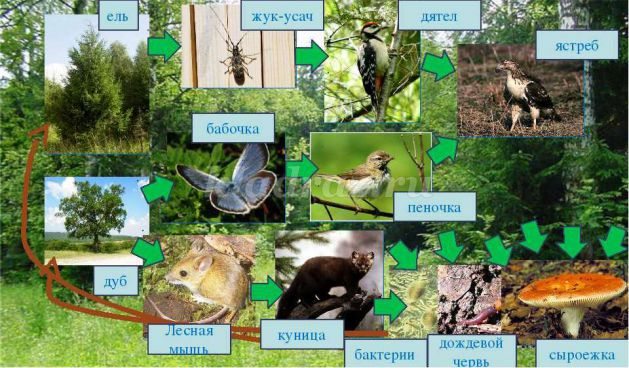 ель
жук-усач
дятел
ястреб
бабочка
пеночка
дуб
Лесная
мышь
куница
бактерии
дождевой
червь
сыроежка